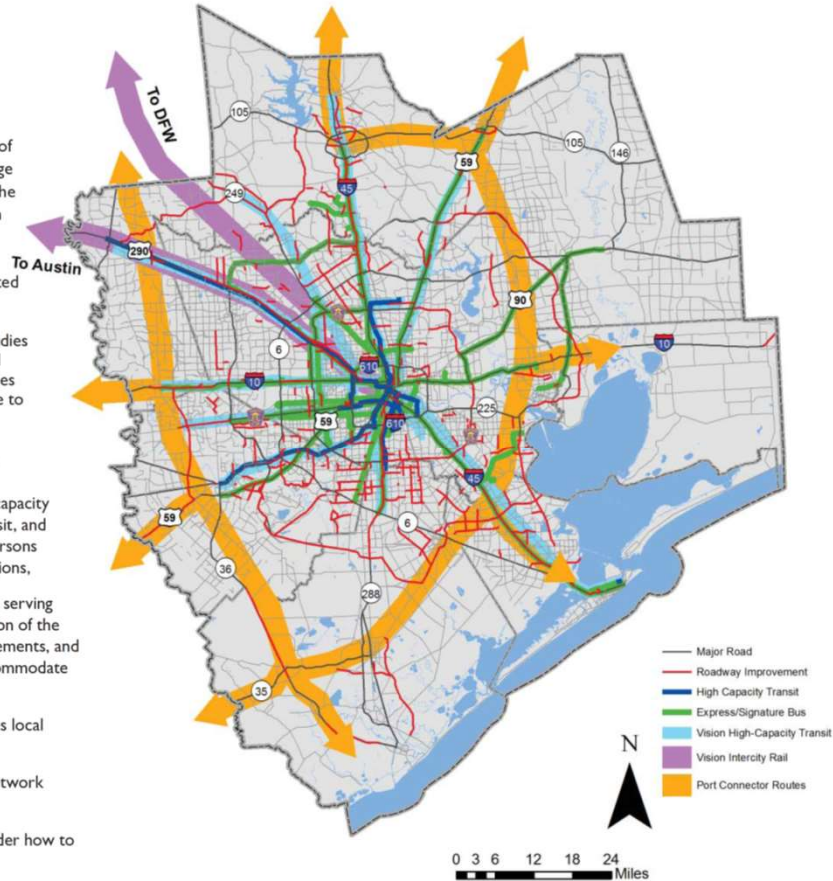 of
ge
he
ted
dies
es
e to
capacity
sit, and
ersons
ions,
serving
on of the
ements, and
ommodate
s local
twork
der how to
To DFW
To Austin
105
105
146
249
45
59
290
90
6
10
10
610
610
59
225
45
59
6
36
288
35
Major Road
Roadway Improvement
High Capacity Transit
Express/Signature Bus
Vision High-Capacity Transit
Vision Intercity Rail
Port Connector Routes
N
0 3 6 12 18 24
Miles